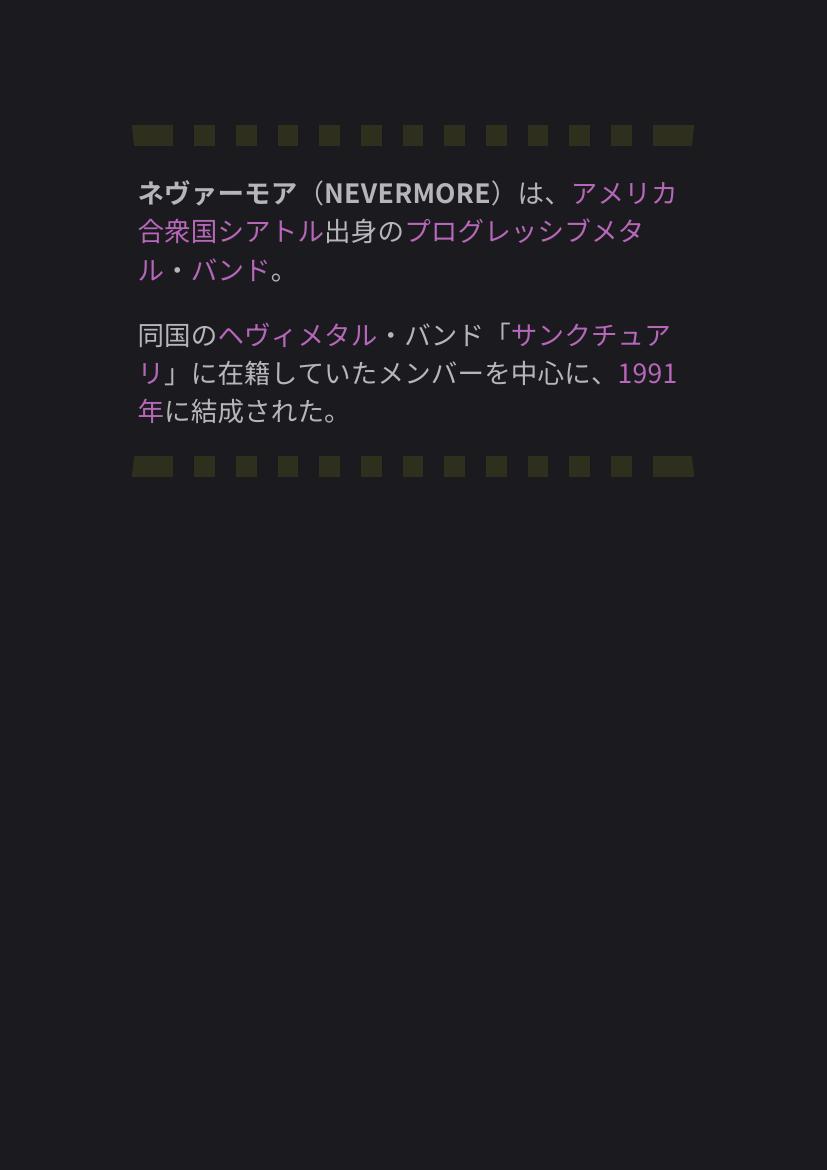 ネヴァーモア（NEVERMORE）は、アメリカ
合衆国シアトル出身のプログレッシブメタ
ル・バンド。
同国のヘヴィメタル・バンド「サンクチュア
リ」に在籍していたメンバーを中心に、1991
年に結成された。